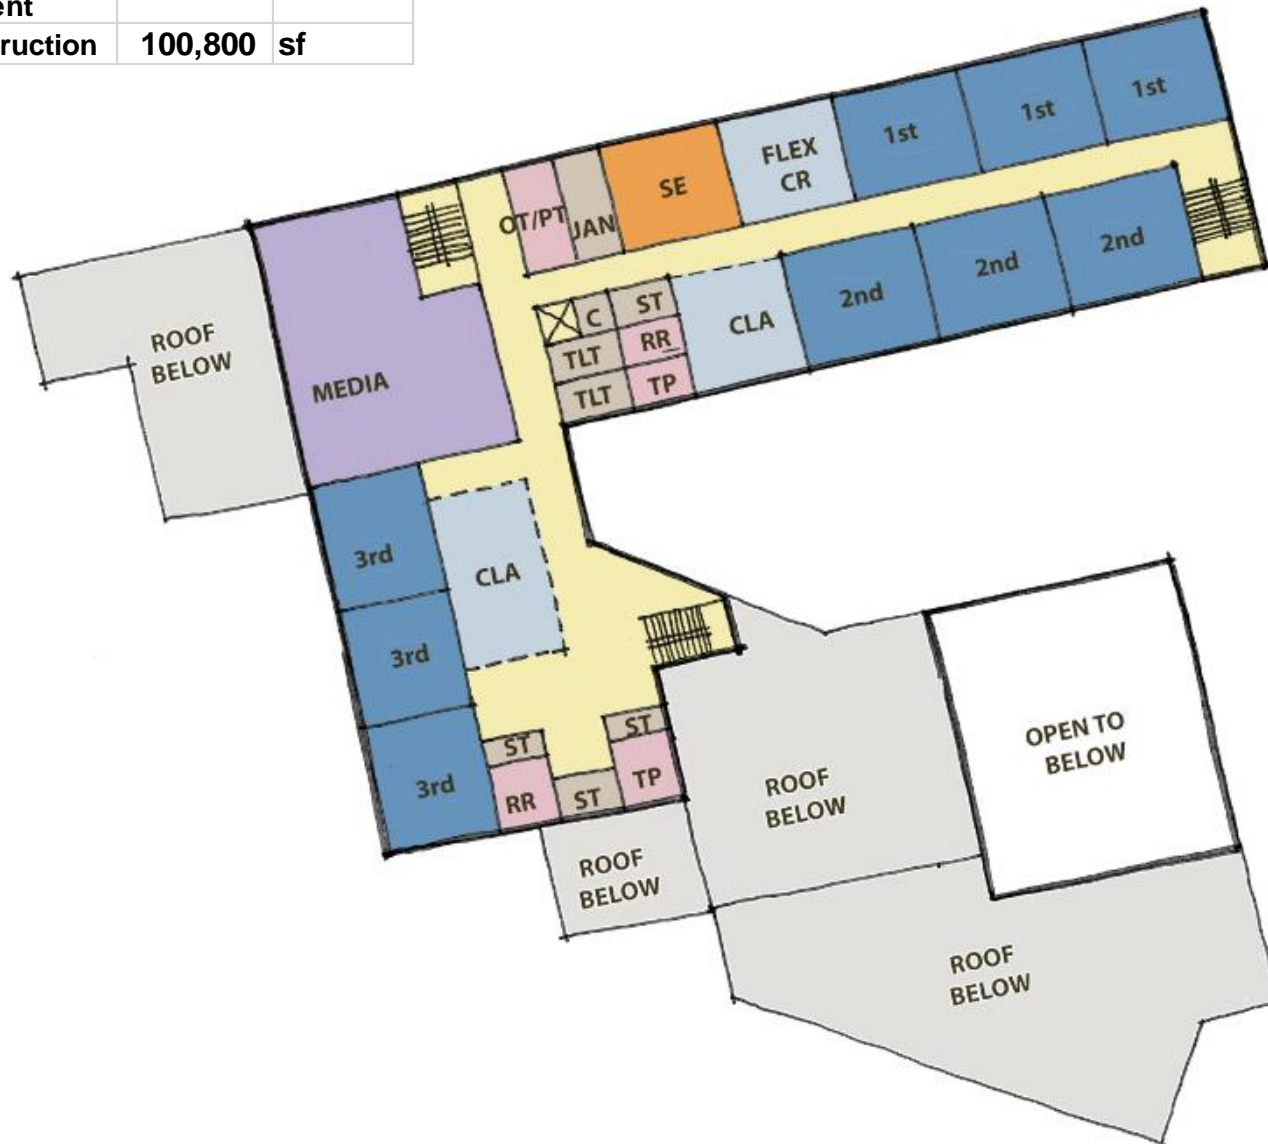 ent
ruction 100,800 sf
1st
1st
1st
FLEX
CR
SE
OT/PT
JAN
2nd
2nd
2nd
CLA
C
ST
TLT
RR
TLT
TP
ROOF
BELOW
MEDIA
3rd
CLA
3rd
3rd
ST
RR
ST
ST
TP
ROOF
BELOW
OPEN TO
BELOW
ROOF
BELOW
ROOF
BELOW